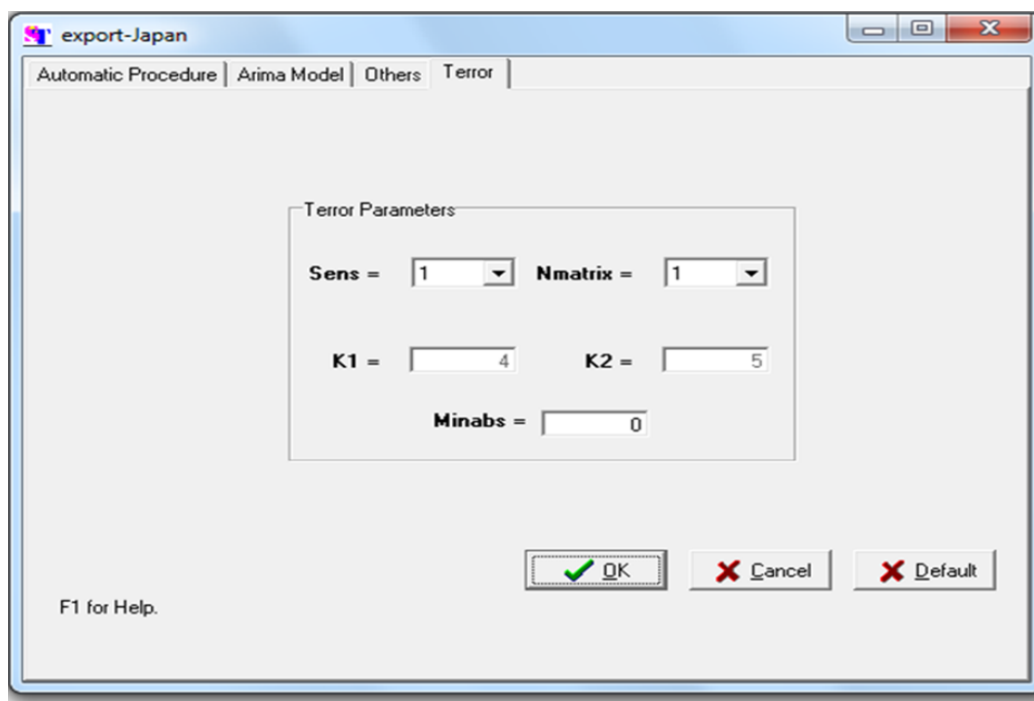 export-Japan
Automatic Procedure Arima Model Others Terror
Terror Parameters
Sens = 1 Nmatrix = 1
K1 = 4 K2 = 5
Minabs = 0
OK Cancel Default
F1 for Help.